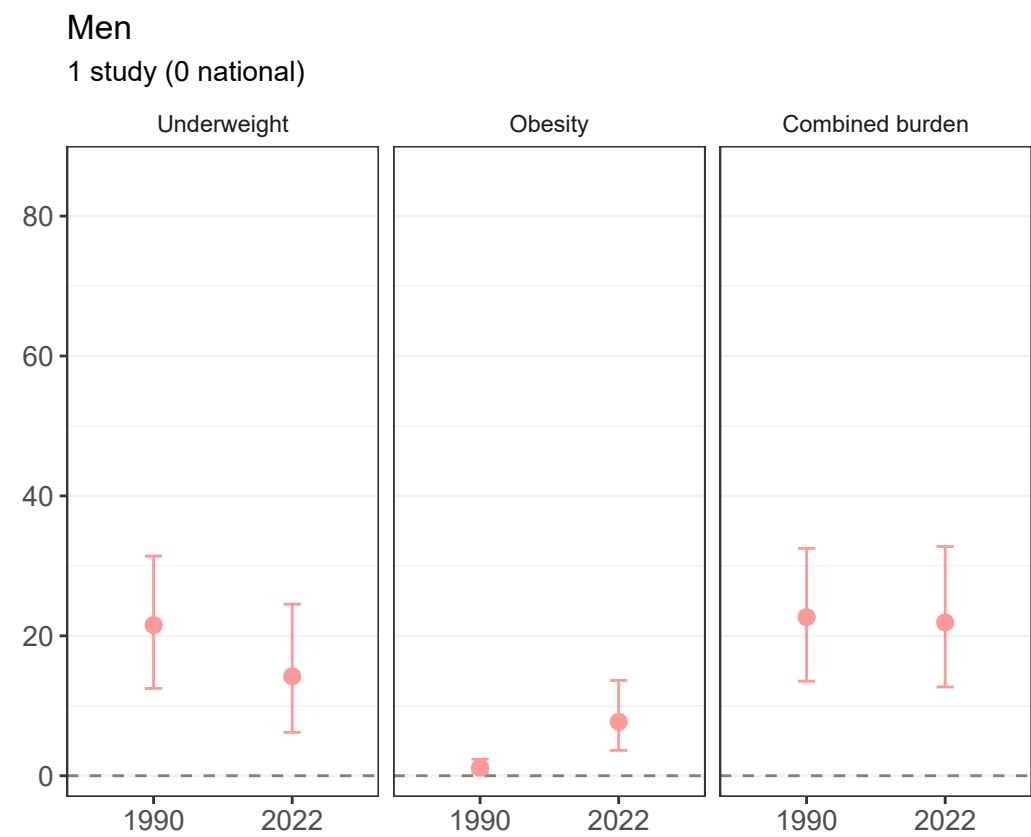 Men
1 study (0 national)
Underweight
Obesity
Combined burden
80
60
40
20
0
1990 2022 1990 2022 1990 2022